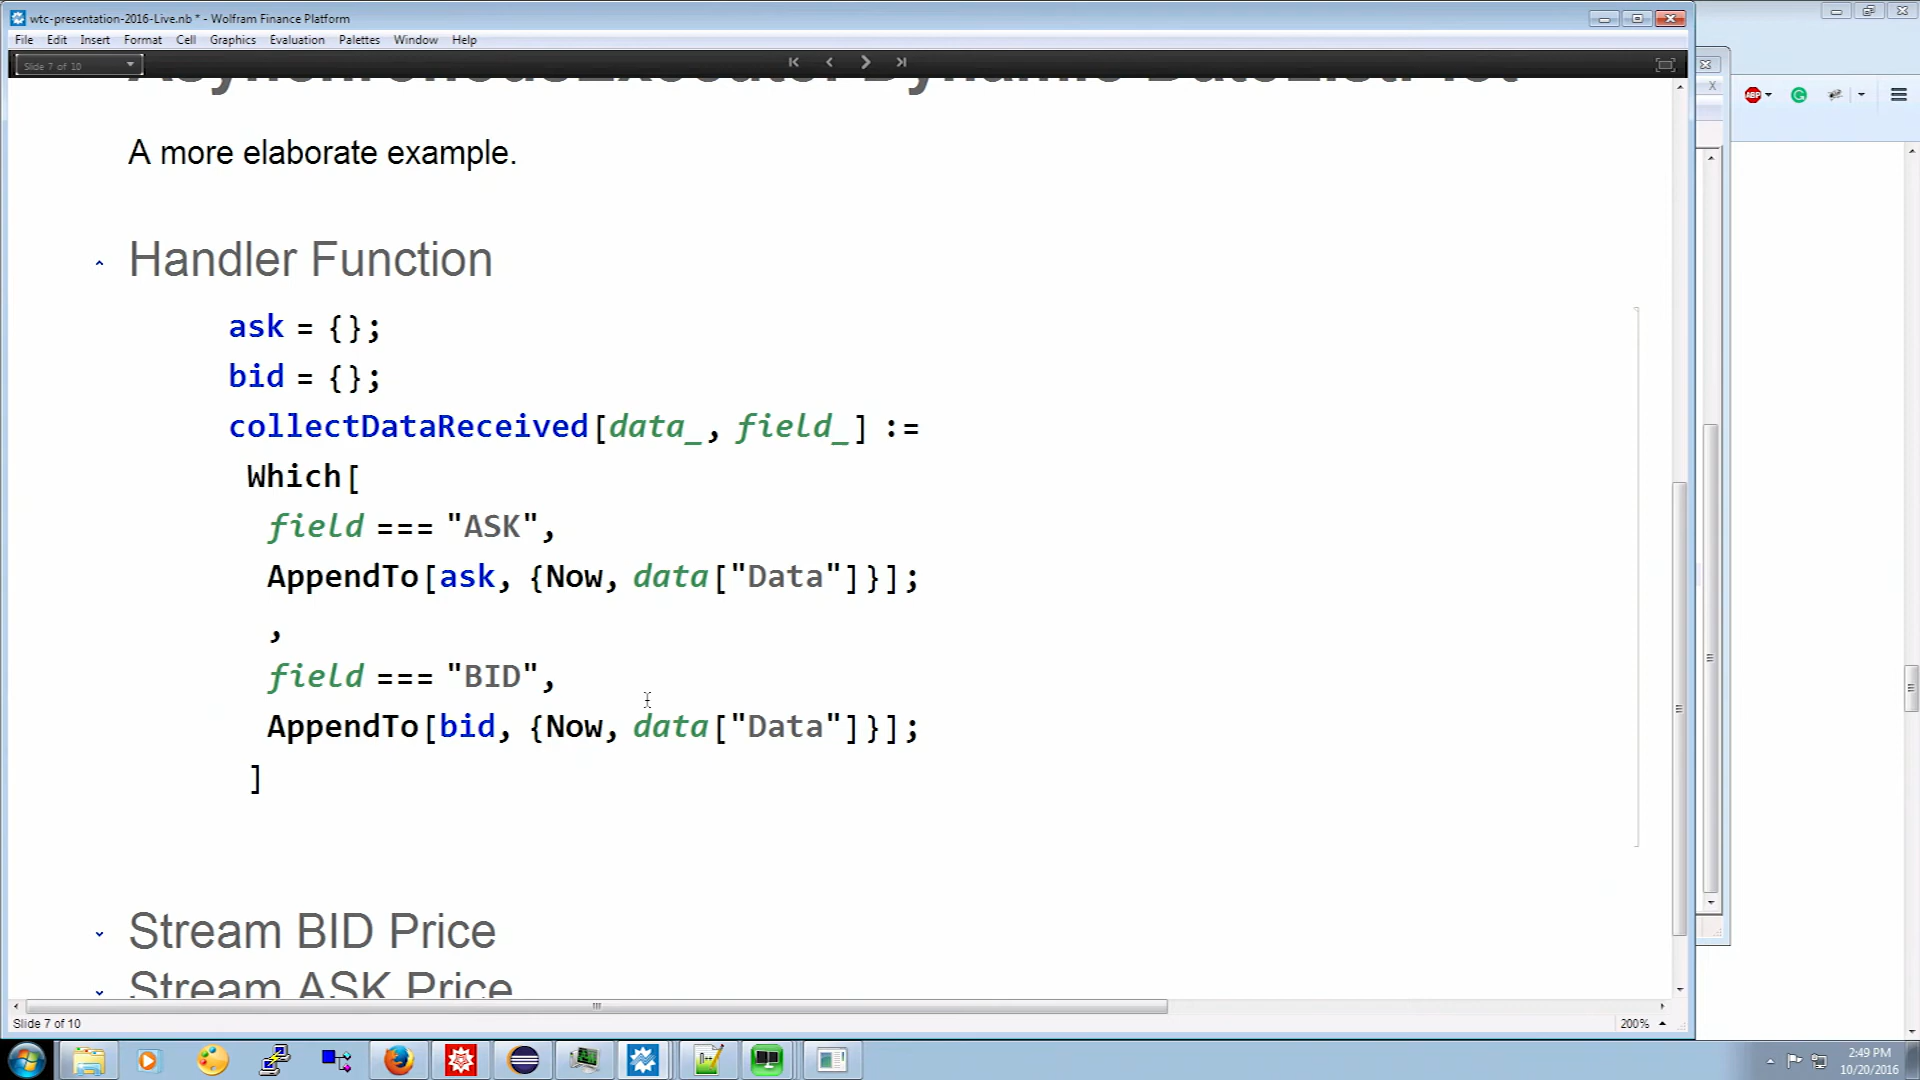 wtc-presentation-2016-Live.nb * - Wolfram Finance Platform
File Edit Insert Format Cell Graphics Evaluation Palettes Window Help
Slide 7 of 10
A more elaborate example.
Handler Function
ask = {};
bid = {};
collectDataReceived[data_, field_] :=
Which[
field === "ASK",
AppendTo[ask, {Now, data["Data"]}];
,
field === "BID",
AppendTo[bid, {Now, data["Data"]}];
]
Stream BID Price
Stream ASK Price
Slide 7 of 10
200%
ABP
2:49 PM
10/20/2016